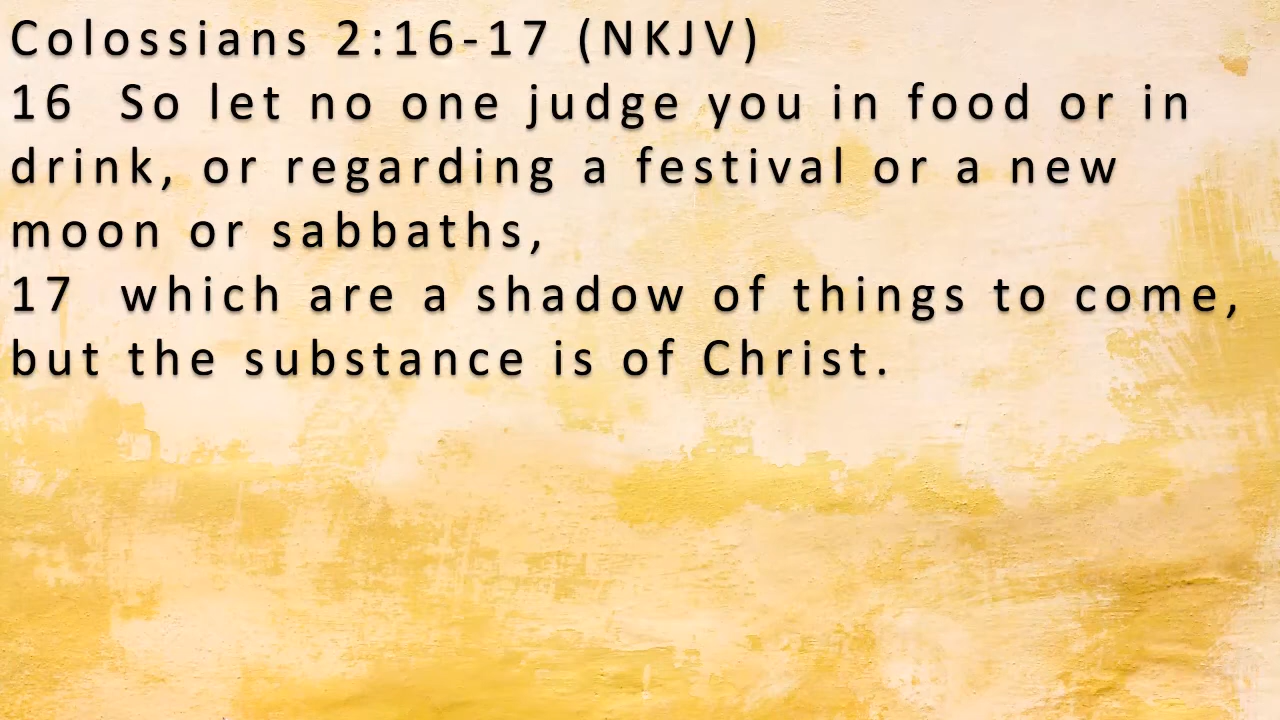 Colossians 2:16-17 (NKJV)
16  So let no one judge you in food or in
drink, or regarding a festival or a new
moon or sabbaths,
17  which are a shadow of things to come,
but the substance is of Christ.